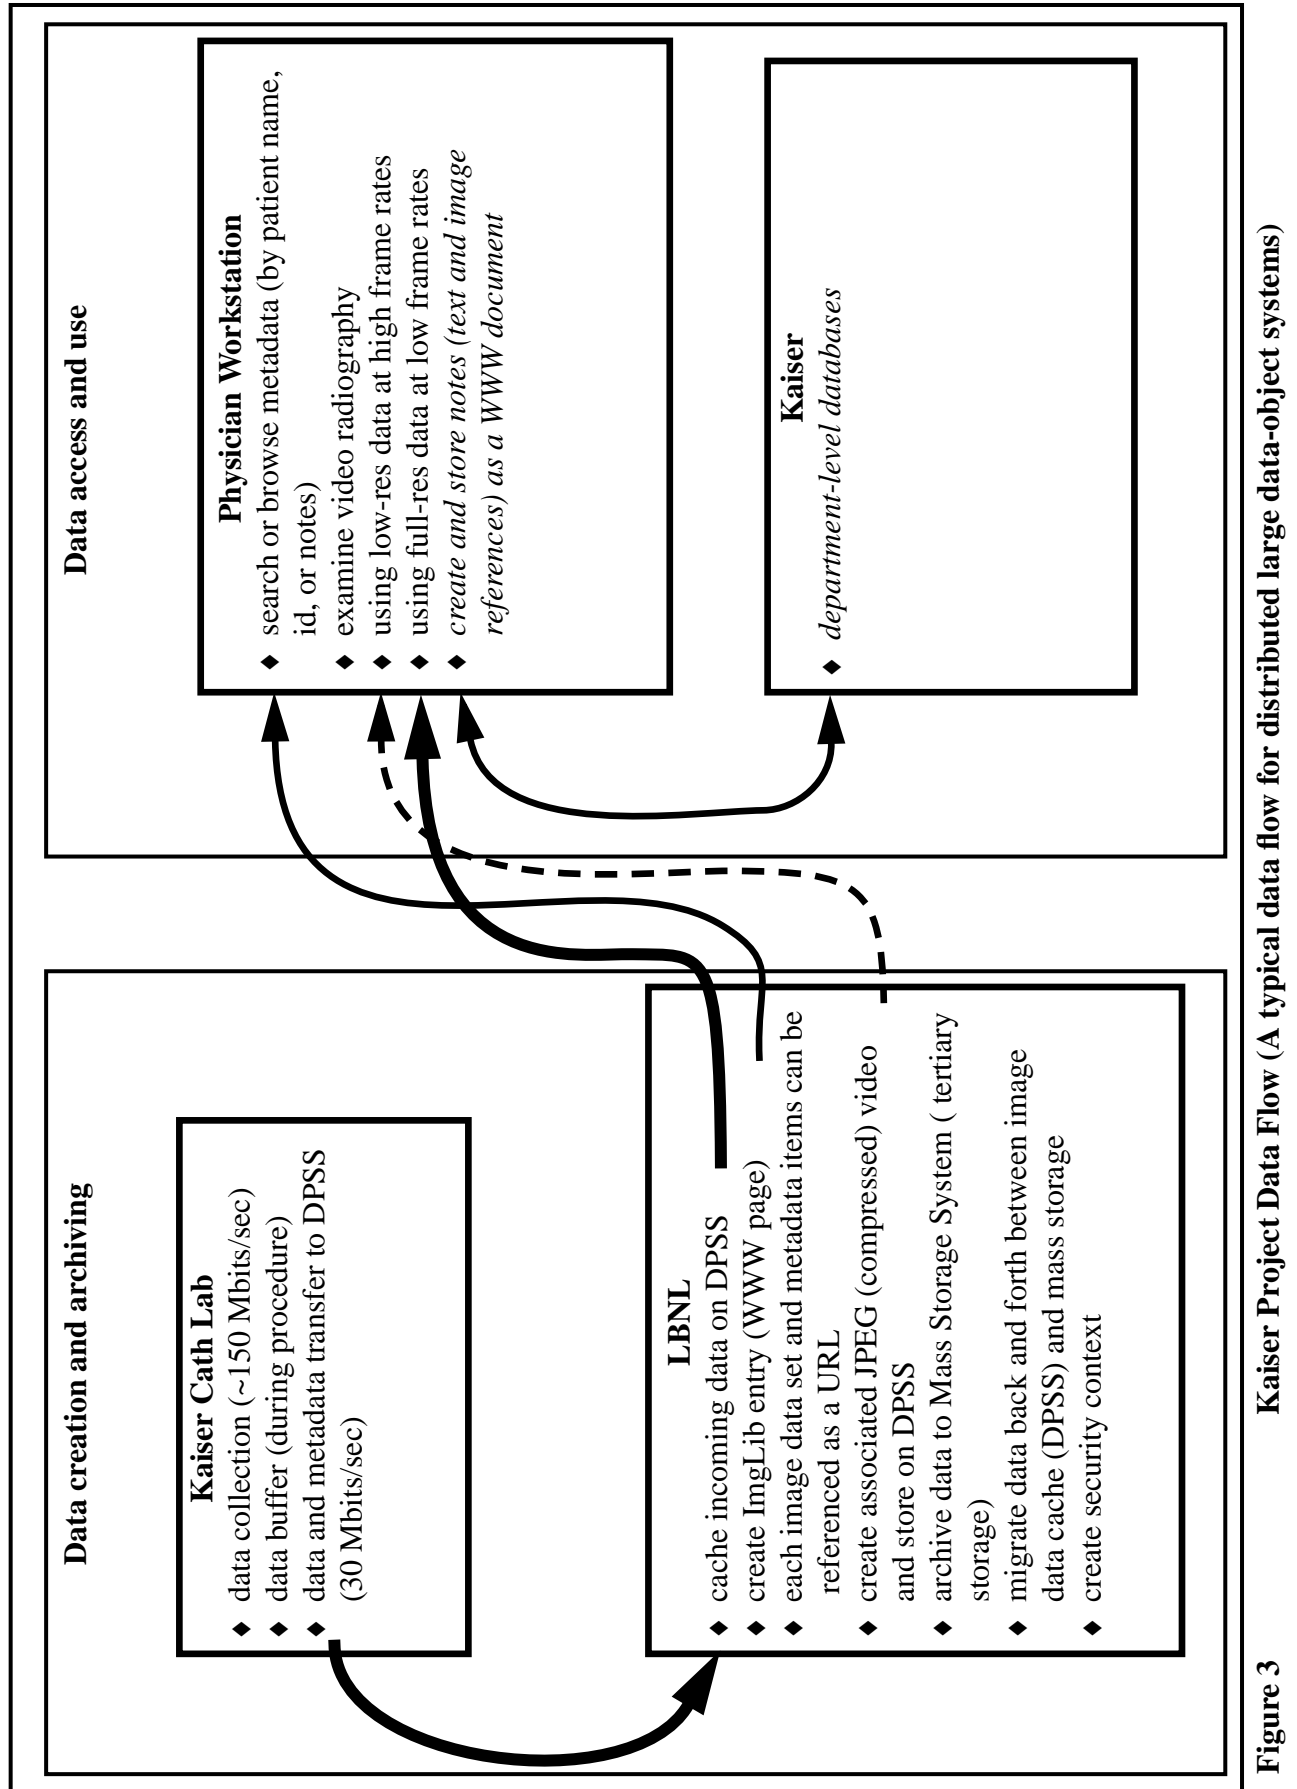 Data creation and archiving
Kaiser Cath Lab
♦ data collection (~150 Mbits/sec)
♦ data buffer (during procedure)
♦ data and metadata transfer to DPSS
(30 Mbits/sec)
LBNL
♦ cache incoming data on DPSS
♦ create ImgLib entry (WWW page)
♦ each image data set and metadata items can be
referenced as a URL
♦ create associated JPEG (compressed) video
and store on DPSS
♦ archive data to Mass Storage System ( tertiary
storage)
♦ migrate data back and forth between image
data cache (DPSS) and mass storage
♦ create security context
Data access and use
Physician Workstation
♦ search or browse metadata (by patient name,
id, or notes)
♦ examine video radiography
♦ using low-res data at high frame rates
♦ using full-res data at low frame rates
♦ create and store notes (text and image
references) as a WWW document
Kaiser
♦ department-level databases
Figure 3 Kaiser Project Data Flow (A typical data flow for distributed large data-object systems)